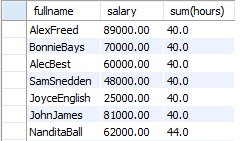 fullname salary sum(hours)
AlexFreed 89000.00 40.0
BonnieBays 70000.00 40.0
AlecBest 60000.00 40.0
SamSnedden 48000.00 40.0
JoyceEnglish 25000.00 40.0
JohnJames 81000.00 40.0
NanditaBall 62000.00 44.0